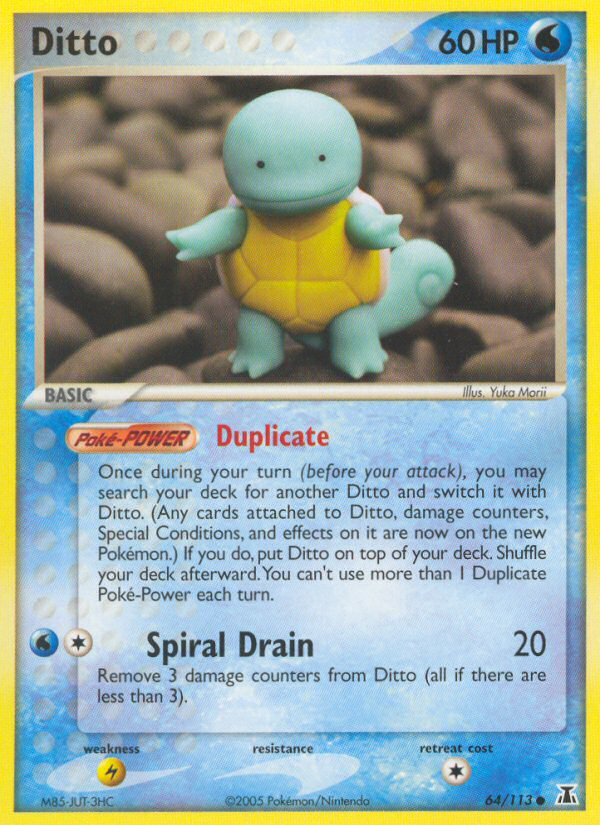 Ditto 60 HP
BASIC Illus. Yuka Morii
Poké-POWER Duplicate
Once during your turn (before your attack), you may
search your deck for another Ditto and switch it with
Ditto. (Any cards attached to Ditto, damage counters,
Special Conditions, and effects on it are now on the new
Pokémon.) If you do, put Ditto on top of your deck. Shuffle
your deck afterward. You can't use more than 1 Duplicate
Poké-Power each turn.
Spiral Drain 20
Remove 3 damage counters from Ditto (all if there are
less than 3).
weakness resistance retreat cost
M85-JUT-3HC ©2005 Pokémon/Nintendo 64/113